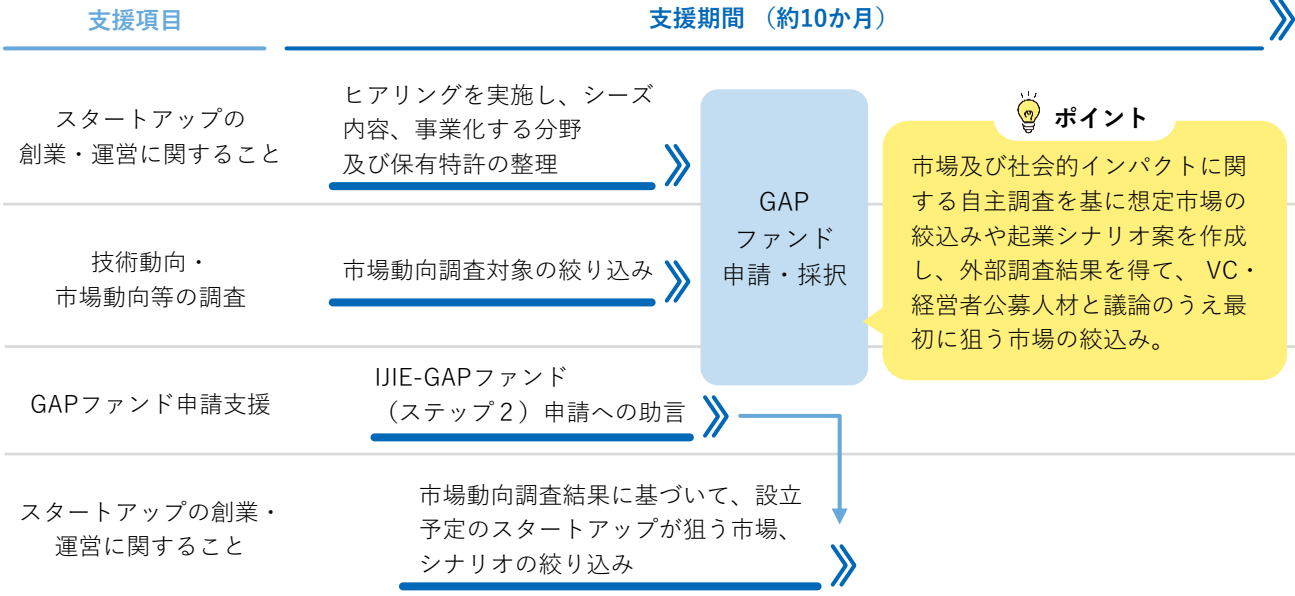 支援項目
支援期間 （約10か月）
スタートアップの
創業・運営に関すること
ヒアリングを実施し、シーズ
内容、事業化する分野
及び保有特許の整理
技術動向・
市場動向等の調査
市場動向調査対象の絞り込み
GAP
ファンド
申請・採択
ポイント
市場及び社会的インパクトに関
する自主調査を基に想定市場の
絞込みや起業シナリオ案を作成
し、外部調査結果を得て、 VC・
経営者公募人材と議論のうえ最
初に狙う市場の絞込み。
GAPファンド申請支援
IJIE-GAPファンド
（ステップ２）申請への助言
スタートアップの創業・
運営に関すること
市場動向調査結果に基づいて、設立
予定のスタートアップが狙う市場、
シナリオの絞り込み